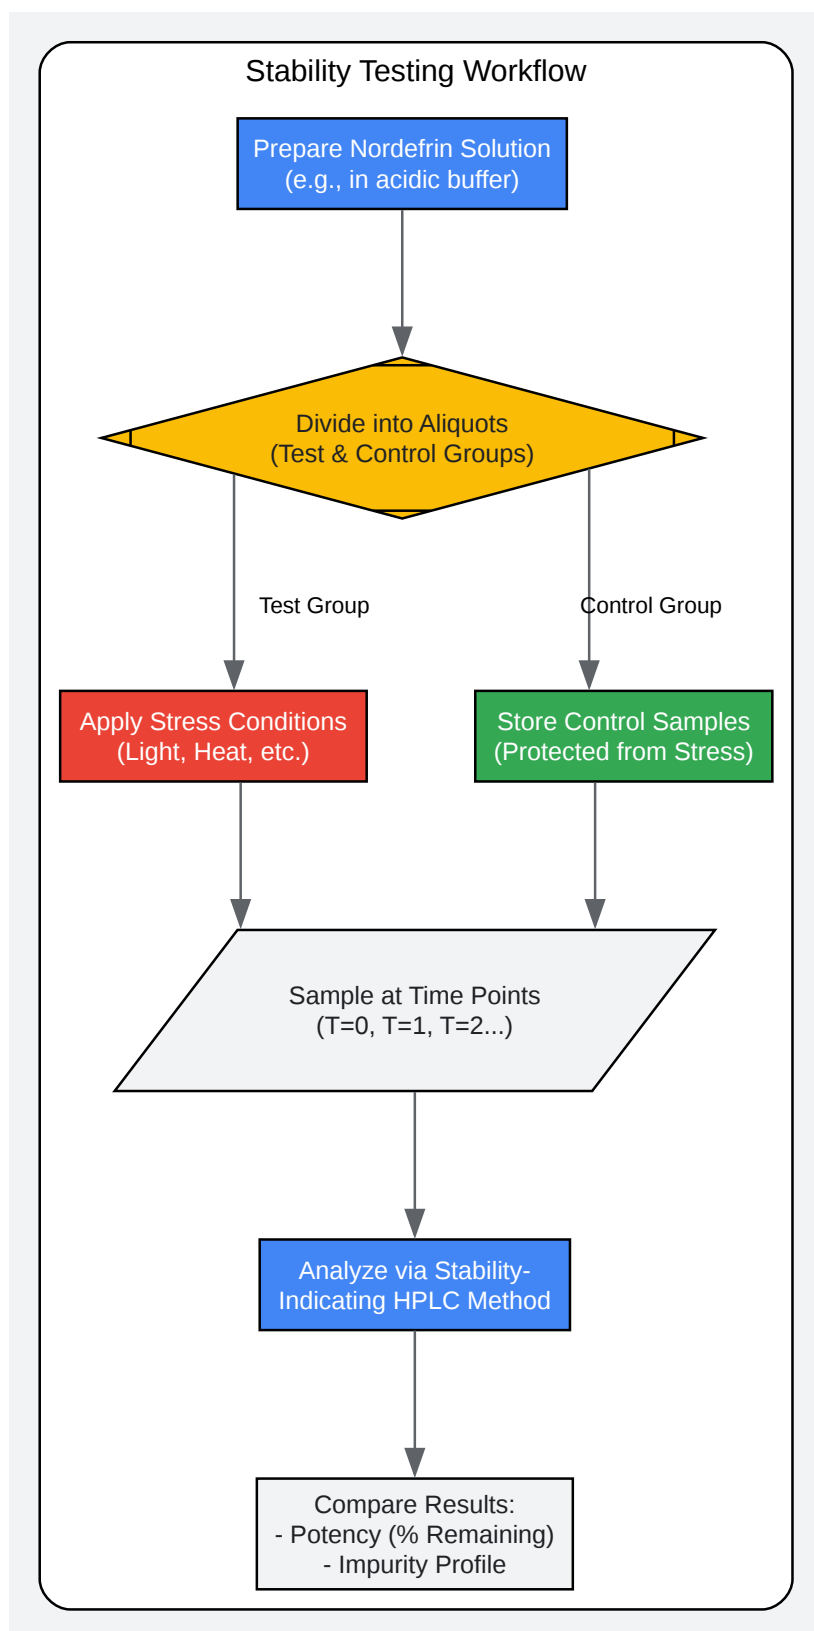 Stability Testing Workflow
Prepare Nordefrin Solution
(e.g., in acidic buffer)
Divide into Aliquots
(Test & Control Groups)
Test Group
Control Group
Apply Stress Conditions
(Light, Heat, etc.)
Store Control Samples
(Protected from Stress)
Sample at Time Points
(T=0, T=1, T=2...)
Analyze via Stability-
Indicating HPLC Method
Compare Results:
- Potency (% Remaining)
- Impurity Profile